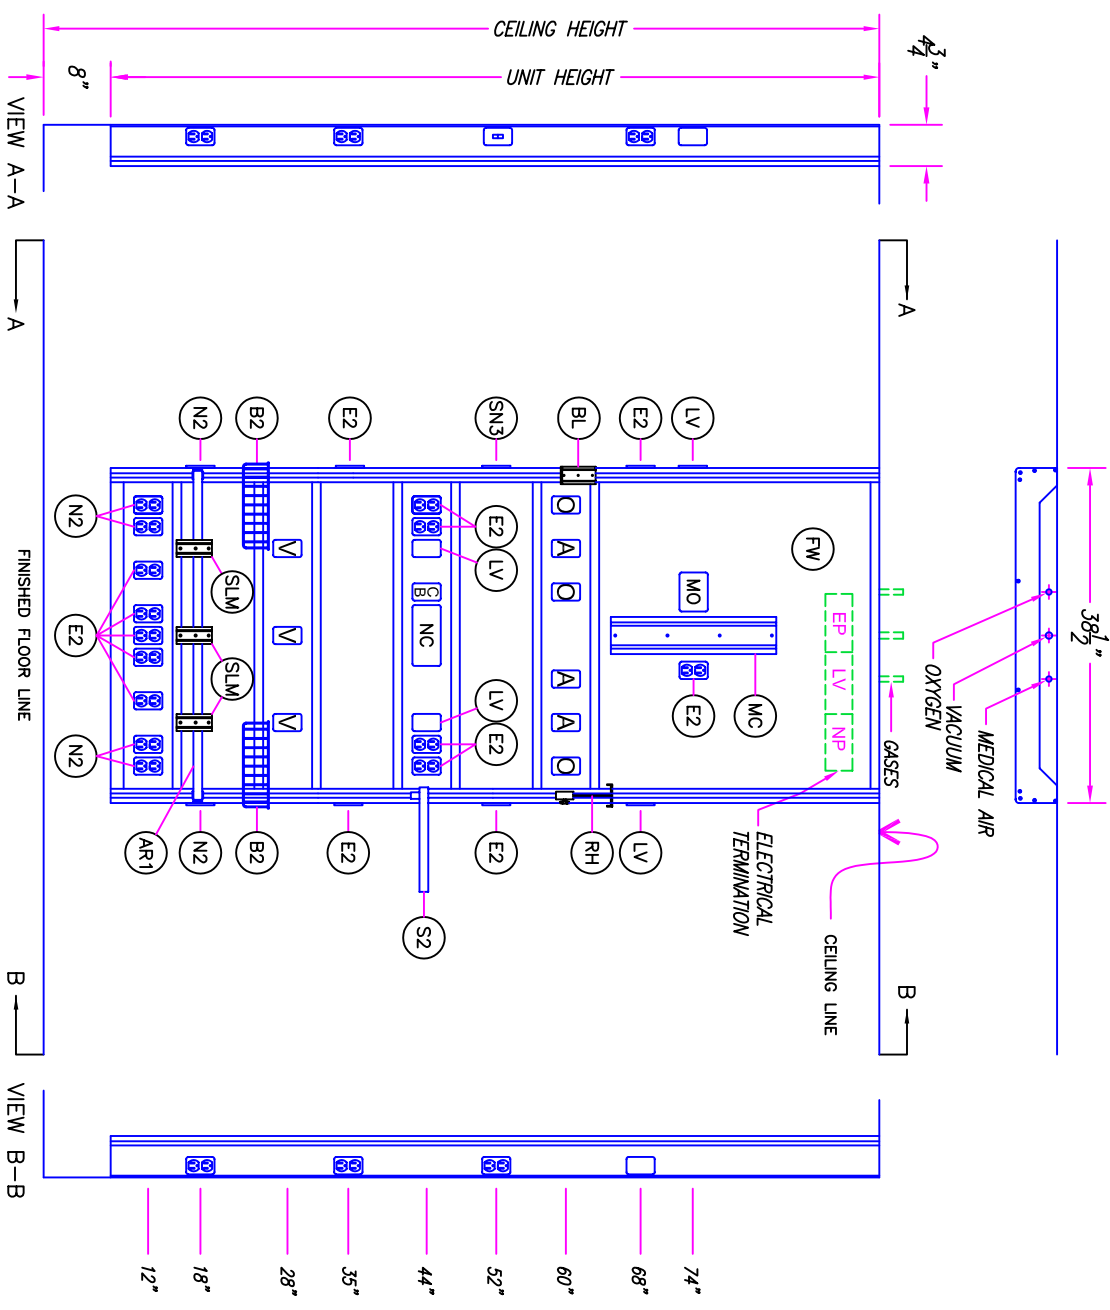 38 1/2"
MEDICAL AIR
VACUUM
OXYGEN
4 3/4"
A
B
CEILING LINE
GASES
ELECTRICAL
TERMINATION
EP
LV
NP
CEILING HEIGHT
UNIT HEIGHT
8"
FW
MO
MC
E2
LV
E2
BL
SN3
E2
B2
N2
LV
RH
E2
S2
E2
B2
N2
AR1
O
A
O
A
A
O
E2
LV
C
B
NC
LV
E2
V
V
V
SLM
SLM
N2
E2
N2
FINISHED FLOOR LINE
A
B
VIEW A-A
VIEW B-B
74"
68"
60"
52"
44"
35"
28"
18"
12"